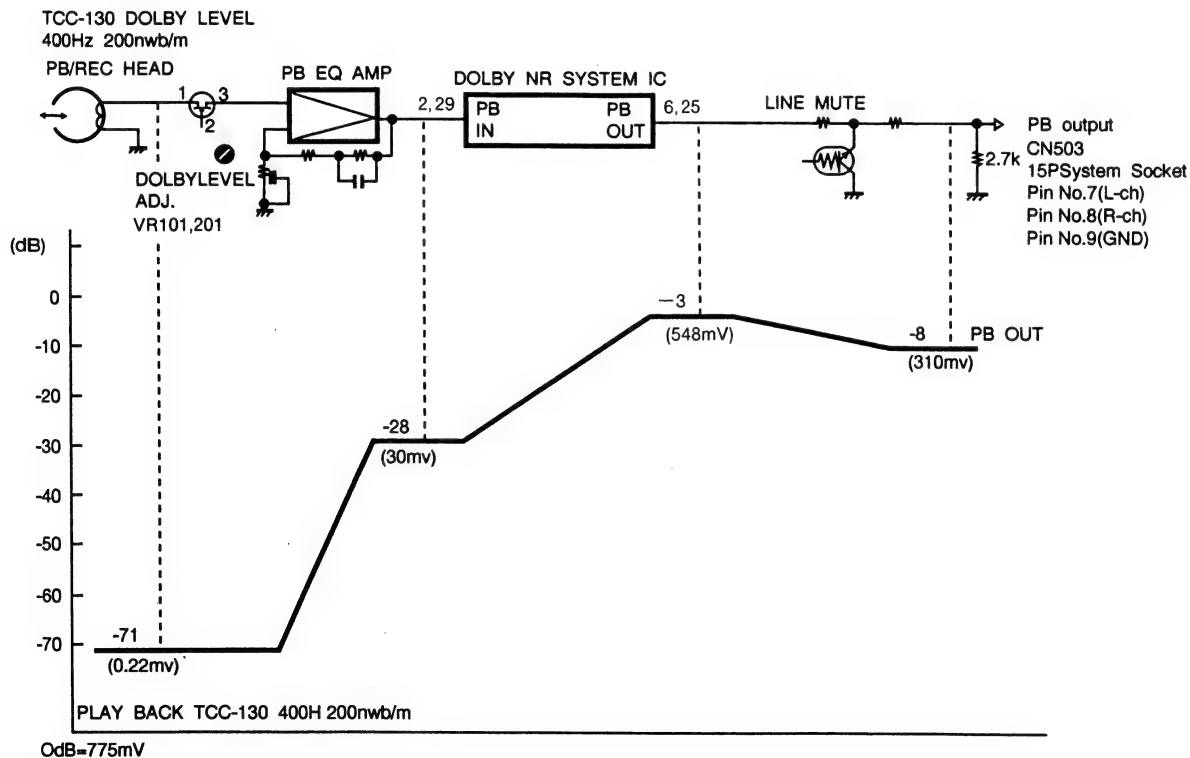 TCC-130 DOLBY LEVEL
400Hz 200nwb/m
PB/REC HEAD
PB EQ AMP
DOLBY NR SYSTEM IC
1
3
2
2,29
PB
IN
PB
OUT
6,25
LINE MUTE
PB output
CN503
15PSystem Socket
Pin No.7(L-ch)
Pin No.8(R-ch)
Pin No.9(GND)
2.7k
DOLBYLEVEL
ADJ.
VR101,201
(dB)
0
-10
-20
-30
-40
-50
-60
-70
-71
(0.22mv)
-28
(30mv)
-3
(548mV)
-8
(310mv)
PB OUT
PLAY BACK TCC-130 400H 200nwb/m
OdB=775mV